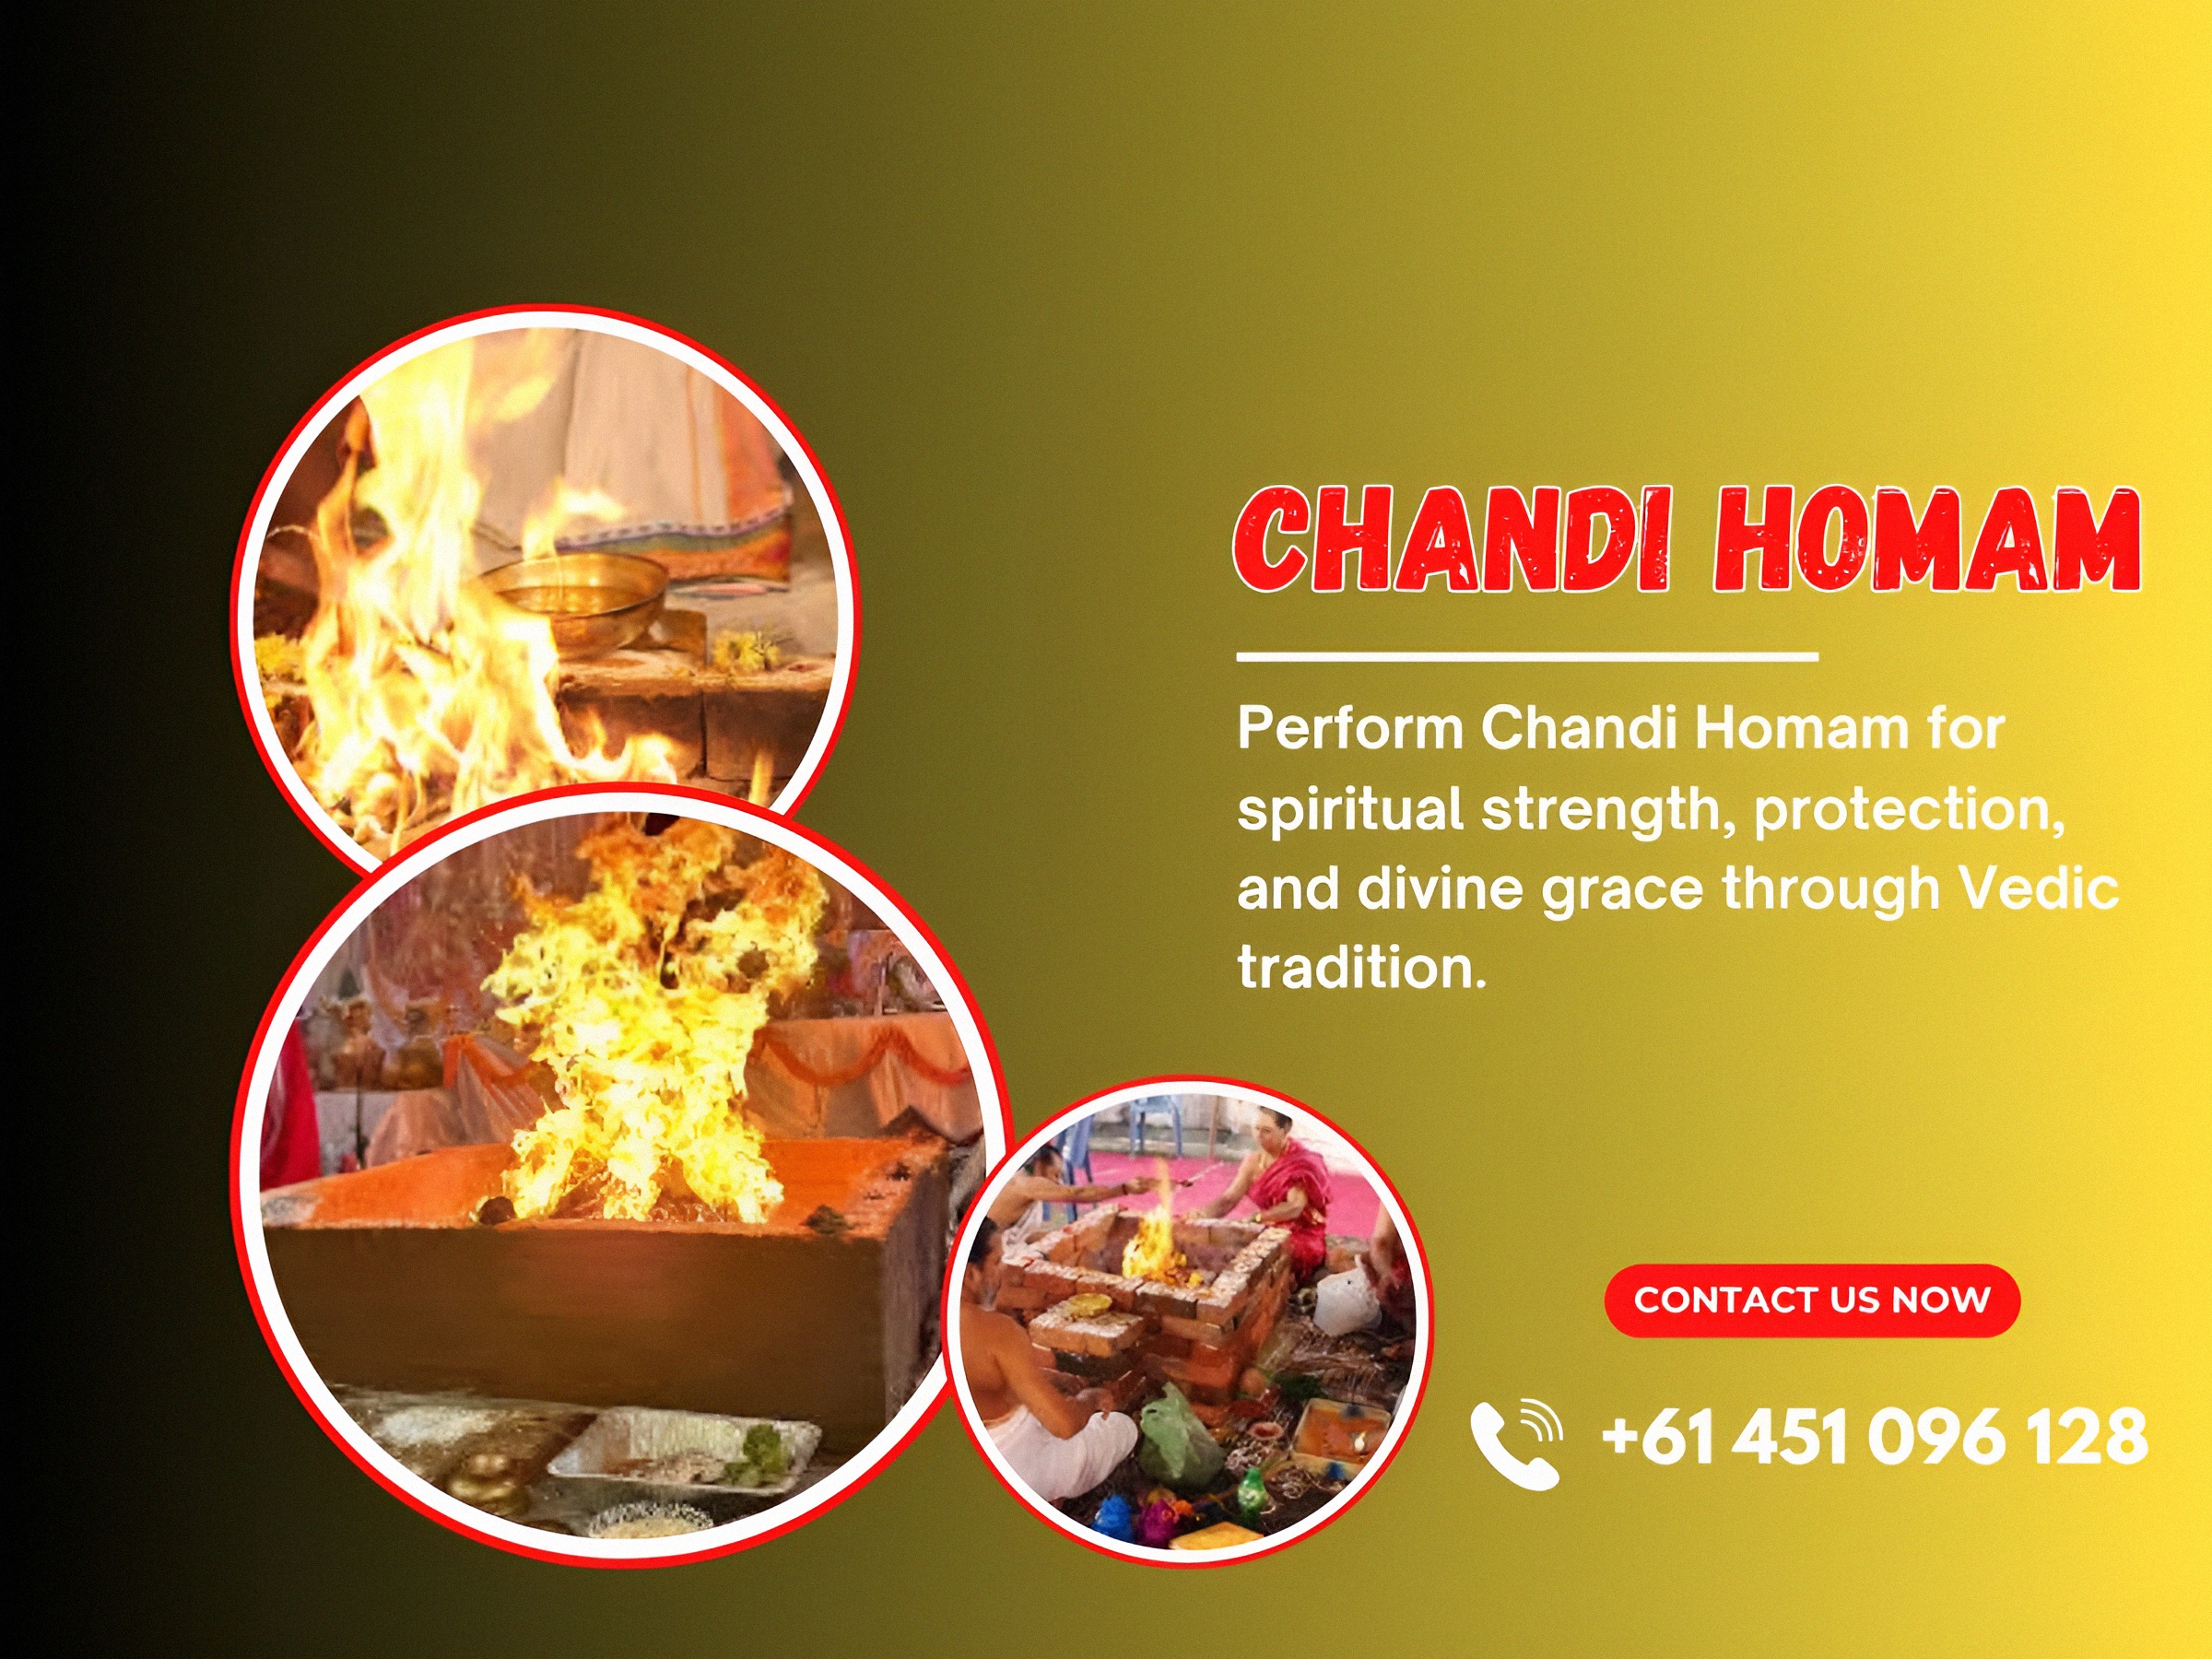 CHANDI HOMAM
Perform Chandi Homam for
spiritual strength, protection,
and divine grace through Vedic
tradition.
CONTACT US NOW
+61 451 096 128